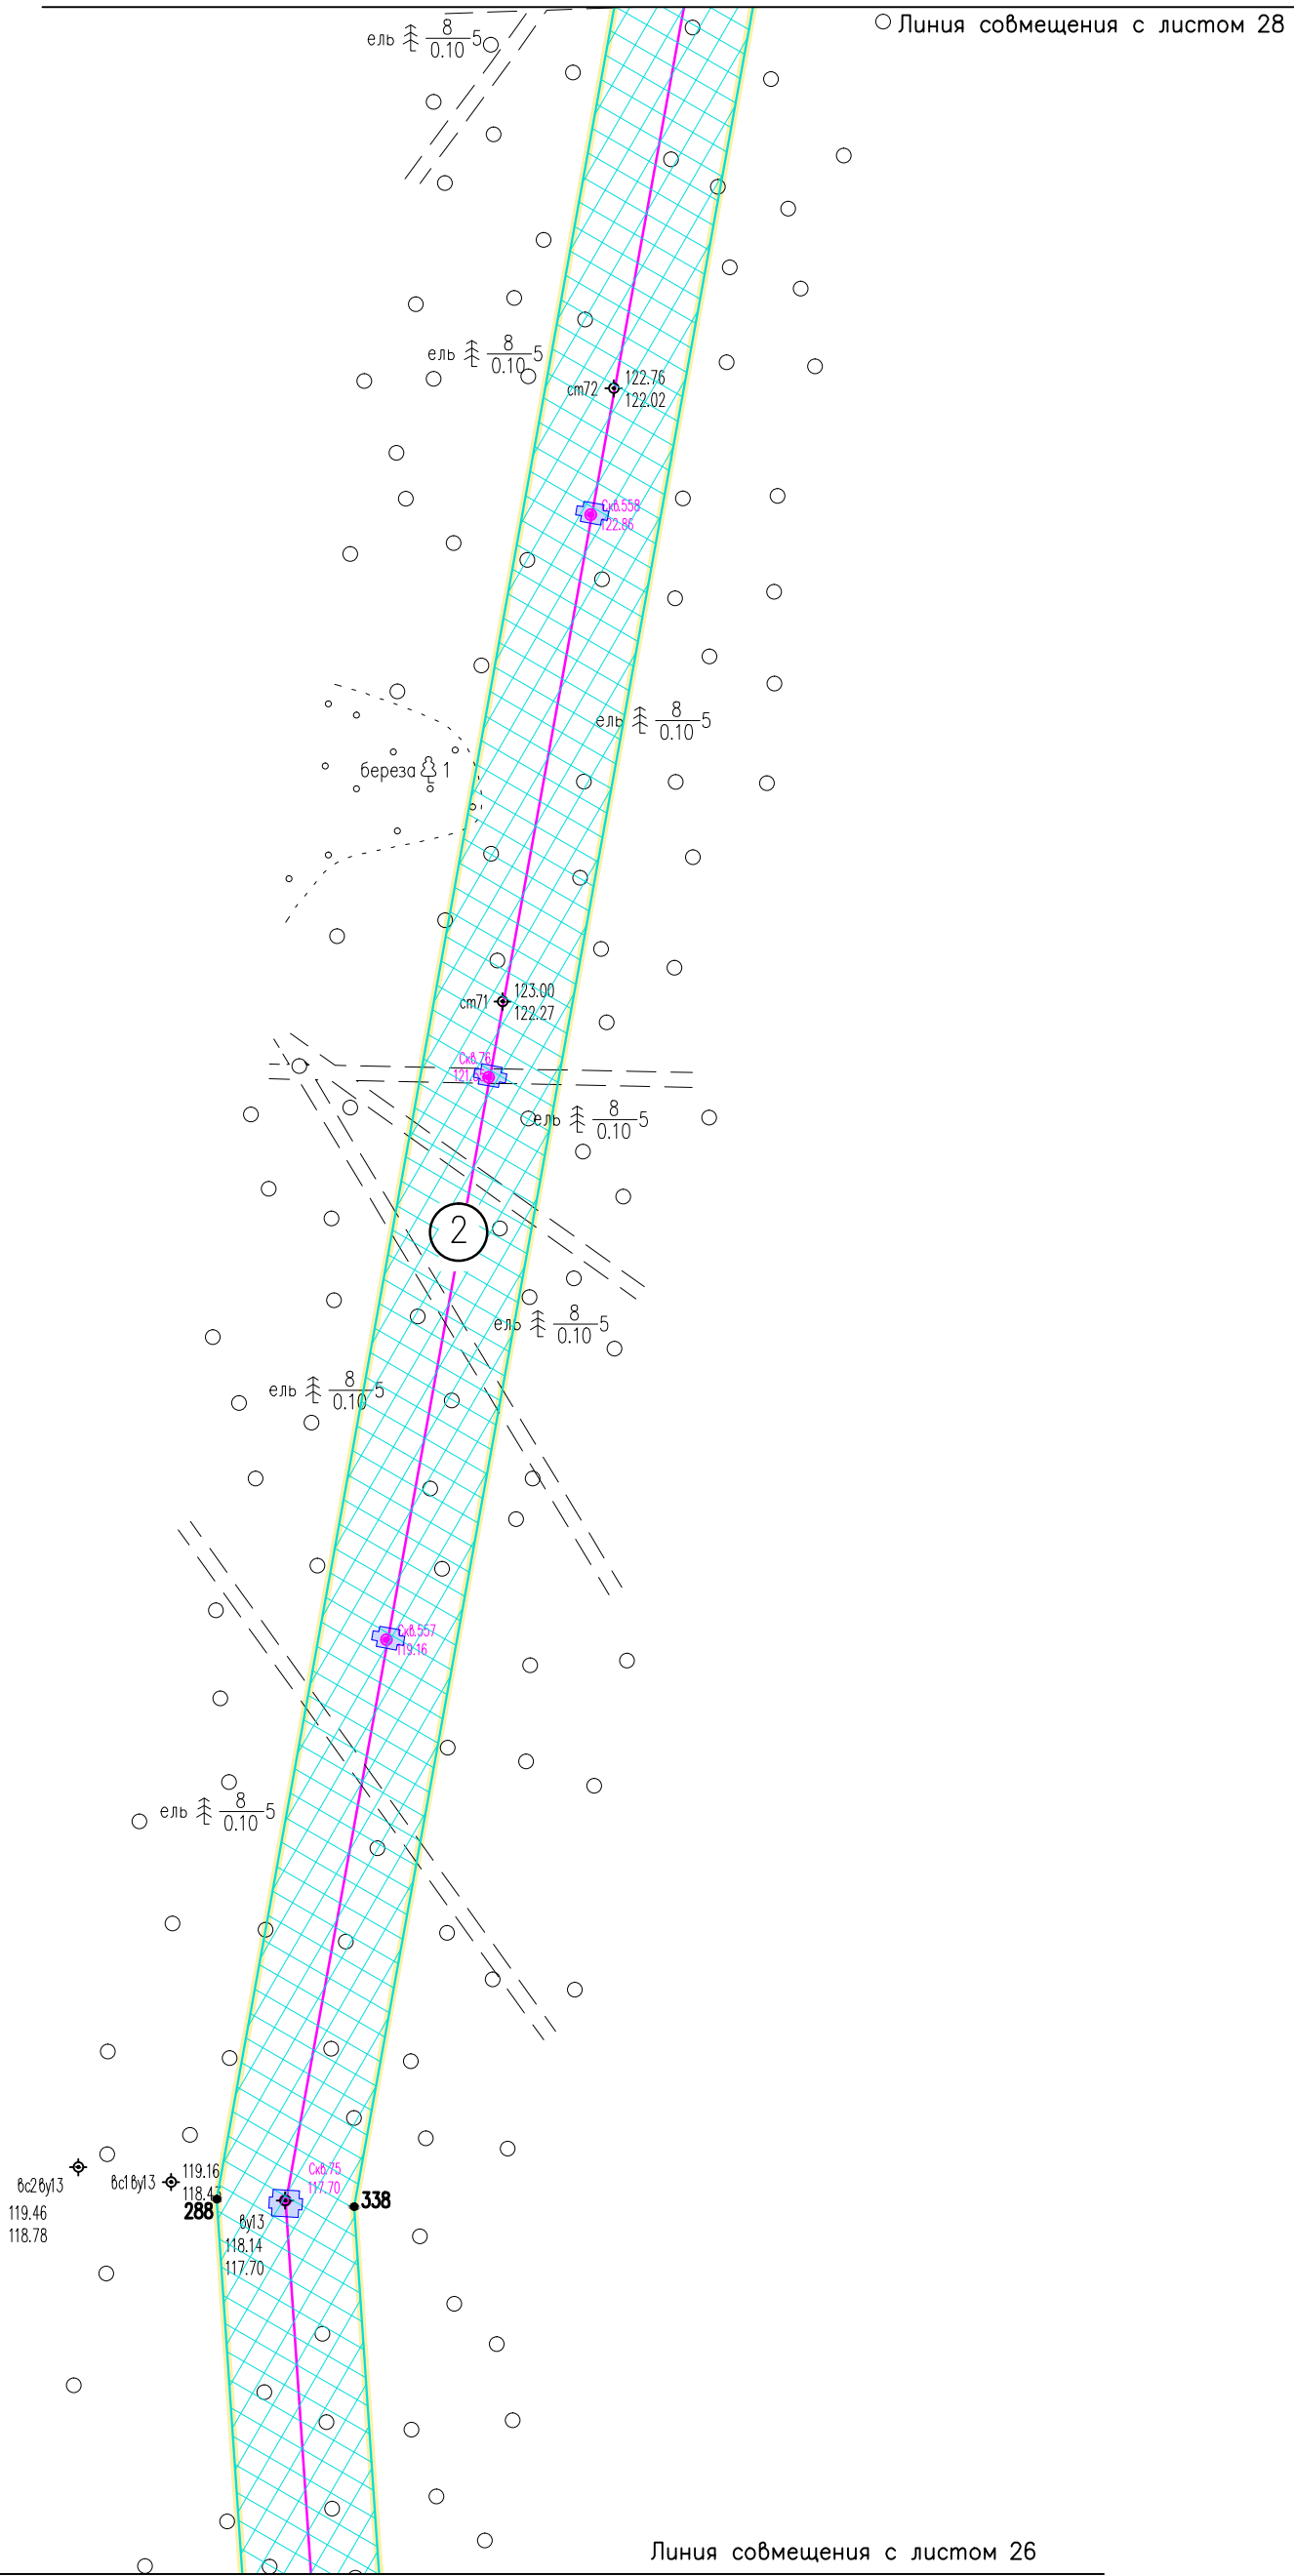 Линия совмещения с листом 28
ель 8
0.10 5
ель 8
0.10 5
ст72 122.76
122.02
Скв.558
122.86
ель 8
0.10 5
береза 1
ст71 123.00
122.27
Скв.76
ель 8
0.10 5
2
ель 8
0.10 5
ель 8
0.10 5
Скв.557
119.16
ель 8
0.10 5
вс2ву13
119.46
118.78
вс1ву13 119.16
288
Скв.75
117.70
338
ву13
118.14
117.70
Линия совмещения с листом 26